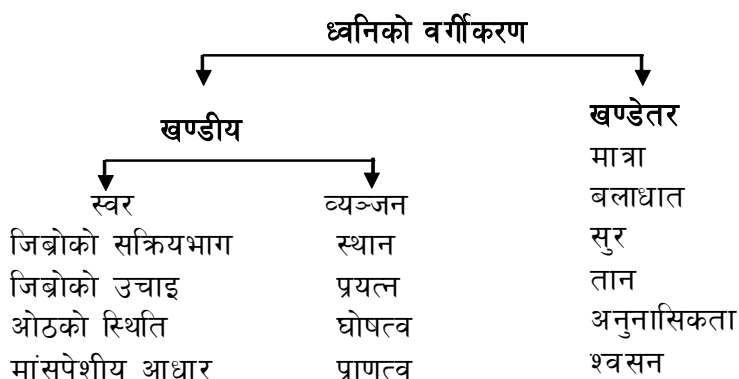 ध्वनिको वर्गीकरण
खण्डीय
खण्डेतर
मात्रा
बलाधात
सुर
तान
अनुनासिकता
श्वसन
स्वर
जिब्रोको सक्रियभाग
जिब्रोको उचाइ
ओठको स्थिति
मांसपेशीय आधार
व्यञ्जन
स्थान
प्रयत्न
घोषत्व
प्राणत्व